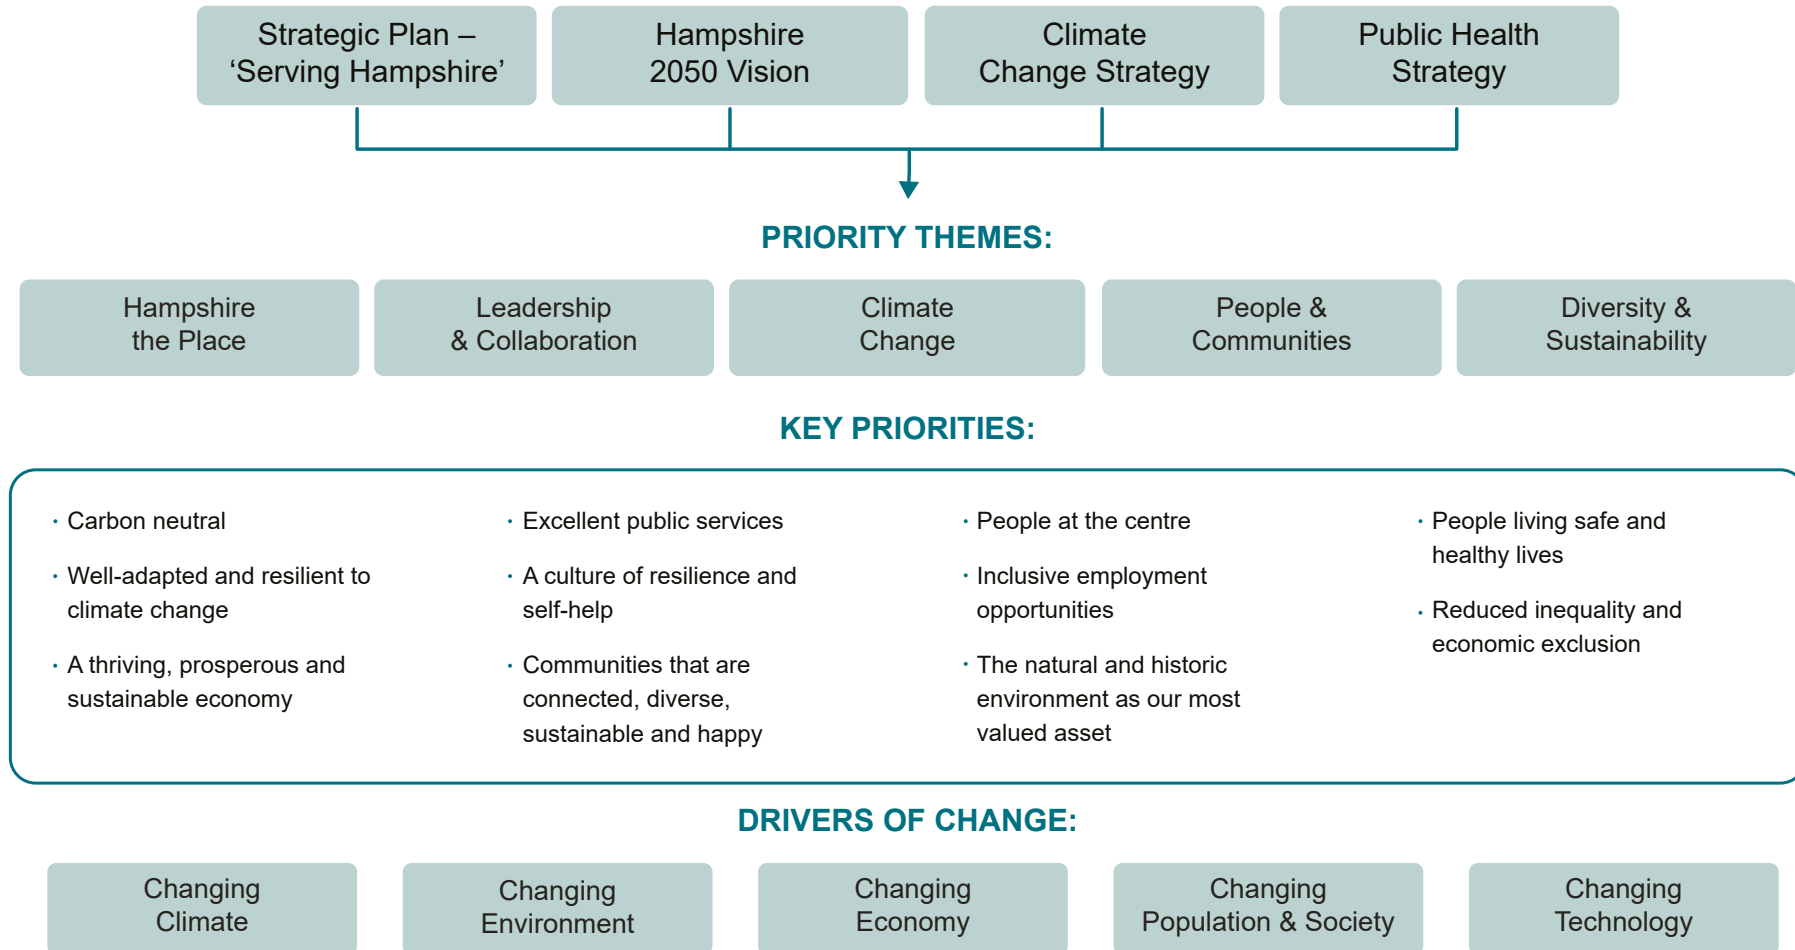 Strategic Plan –
‘Serving Hampshire’
Hampshire
2050 Vision
Climate
Change Strategy
Public Health
Strategy
PRIORITY THEMES:
Hampshire
the Place
Leadership
& Collaboration
Climate
Change
People &
Communities
Diversity &
Sustainability
KEY PRIORITIES:
· Carbon neutral
· Well-adapted and resilient to
climate change
· A thriving, prosperous and
sustainable economy
· Excellent public services
· A culture of resilience and
self-help
· Communities that are
connected, diverse,
sustainable and happy
· People at the centre
· Inclusive employment
opportunities
· The natural and historic
environment as our most
valued asset
· People living safe and
healthy lives
· Reduced inequality and
economic exclusion
DRIVERS OF CHANGE:
Changing
Climate
Changing
Environment
Changing
Economy
Changing
Population & Society
Changing
Technology